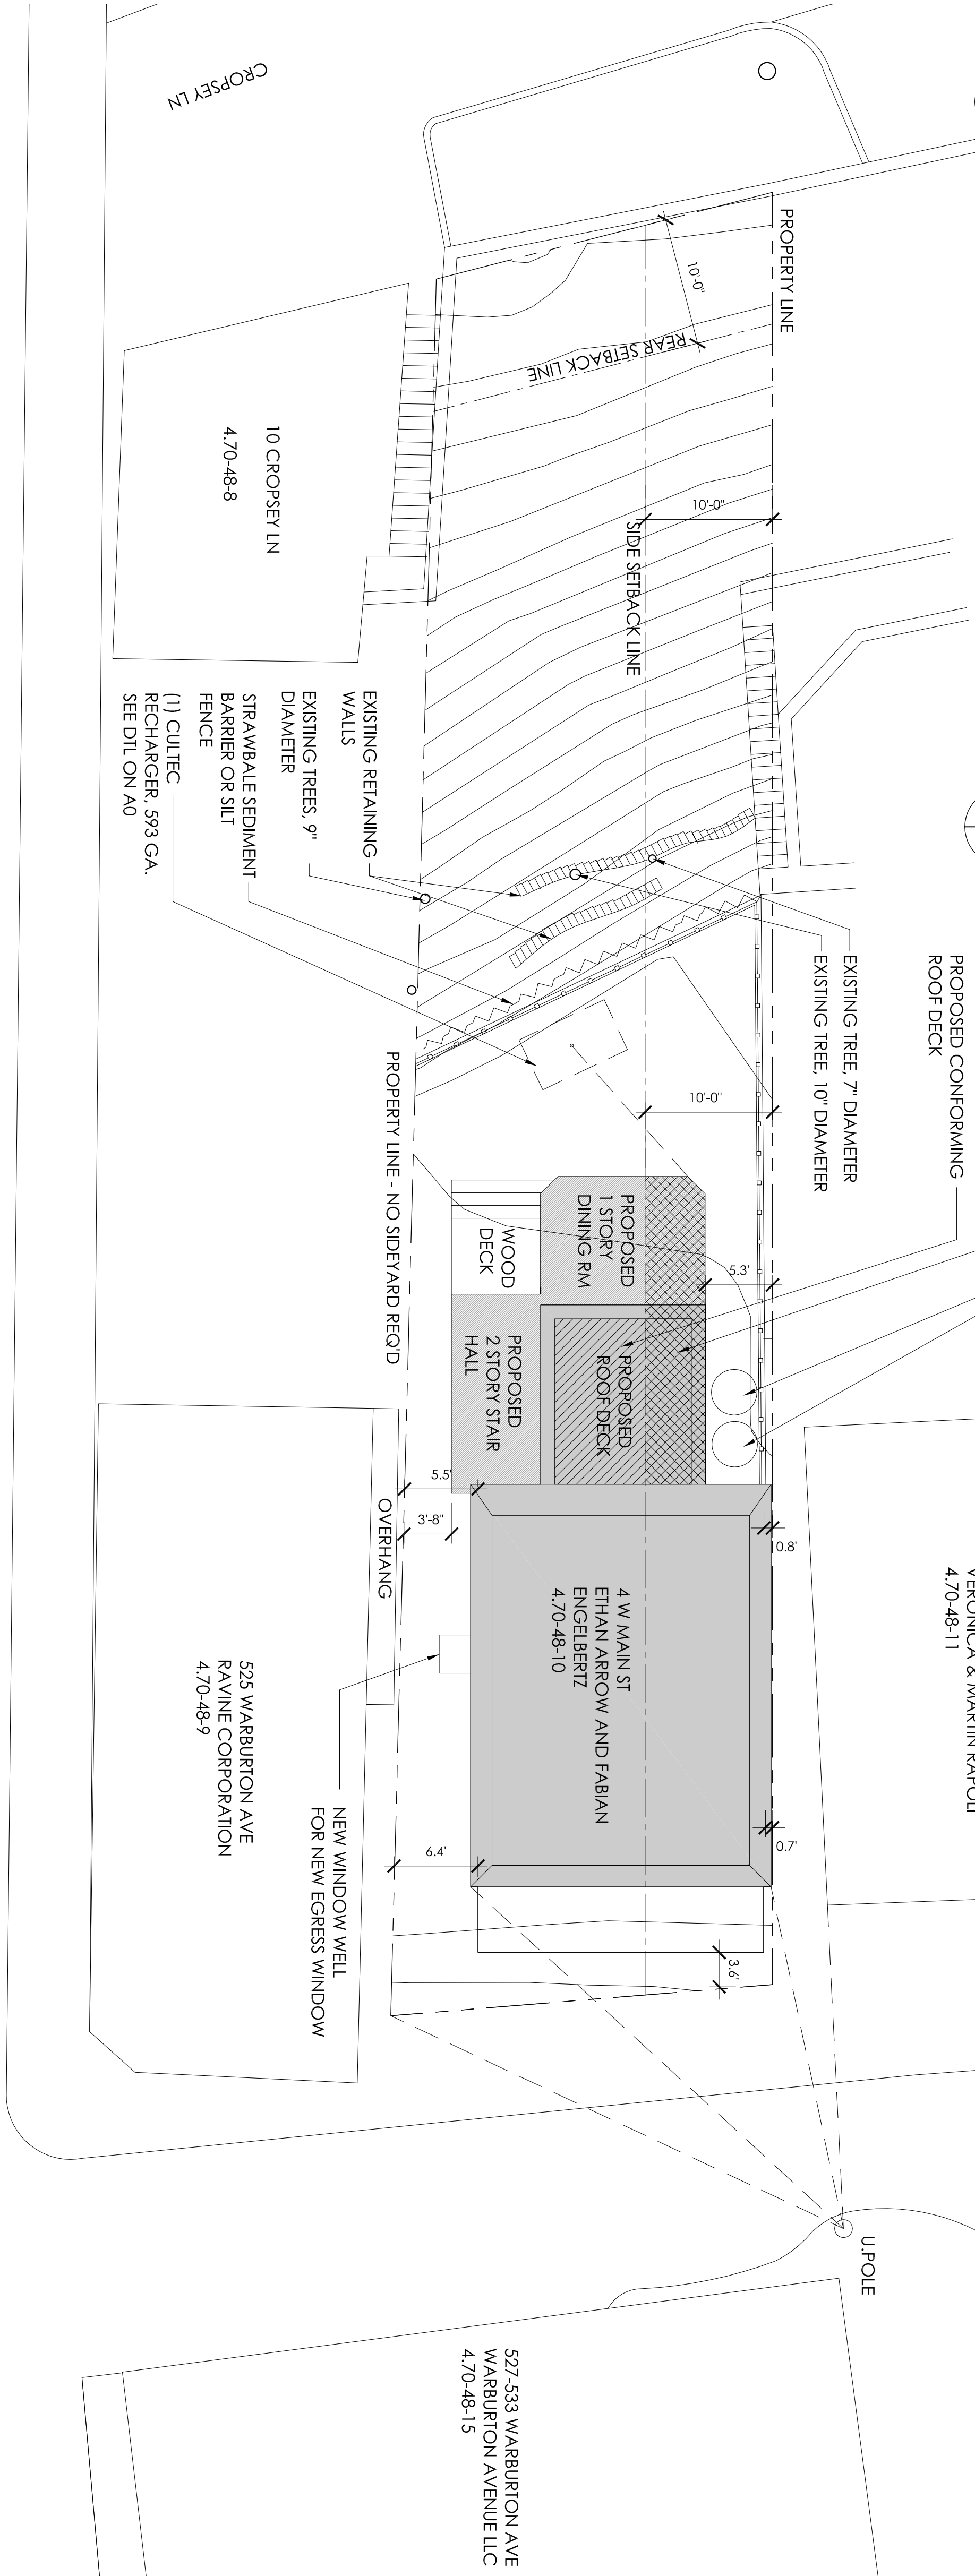 CROPSEY LN
PROPERTY LINE
10'-0"
REAR SETBACK LINE
10 CROPSEY LN
4.70-48-8
10'-0"
SIDE SETBACK LINE
EXISTING RETAINING
WALLS
EXISTING TREES, 9"
DIAMETER
STRAWBALE SEDIMENT
BARRIER OR SILT
FENCE
(1) CULTEC
RECHARGER, 593 GA.
SEE DTL ON A0
EXISTING TREE, 7" DIAMETER
EXISTING TREE, 10" DIAMETER
PROPOSED CONFORMING
ROOF DECK
PROPERTY LINE - NO SIDEYARD REQ'D
10'-0"
PROPOSED
1 STORY
DINING RM
WOOD
DECK
5.3'
PROPOSED
2 STORY STAIR
HALL
PROPOSED
ROOF DECK
5.5'
3'-8"
OVERHANG
0.8'
VERONICA & MARTIN RAPOLI
4.70-48-11
4 W MAIN ST
ETHAN ARROW AND FABIAN
ENGELBERTZ
4.70-48-10
525 WARBURTON AVE
RAVINE CORPORATION
4.70-48-9
NEW WINDOW WELL
FOR NEW EGRESS WINDOW
6.4'
0.7'
3.6'
U.POLE
527-533 WARBURTON AVE
WARBURTON AVENUE LLC
4.70-48-15